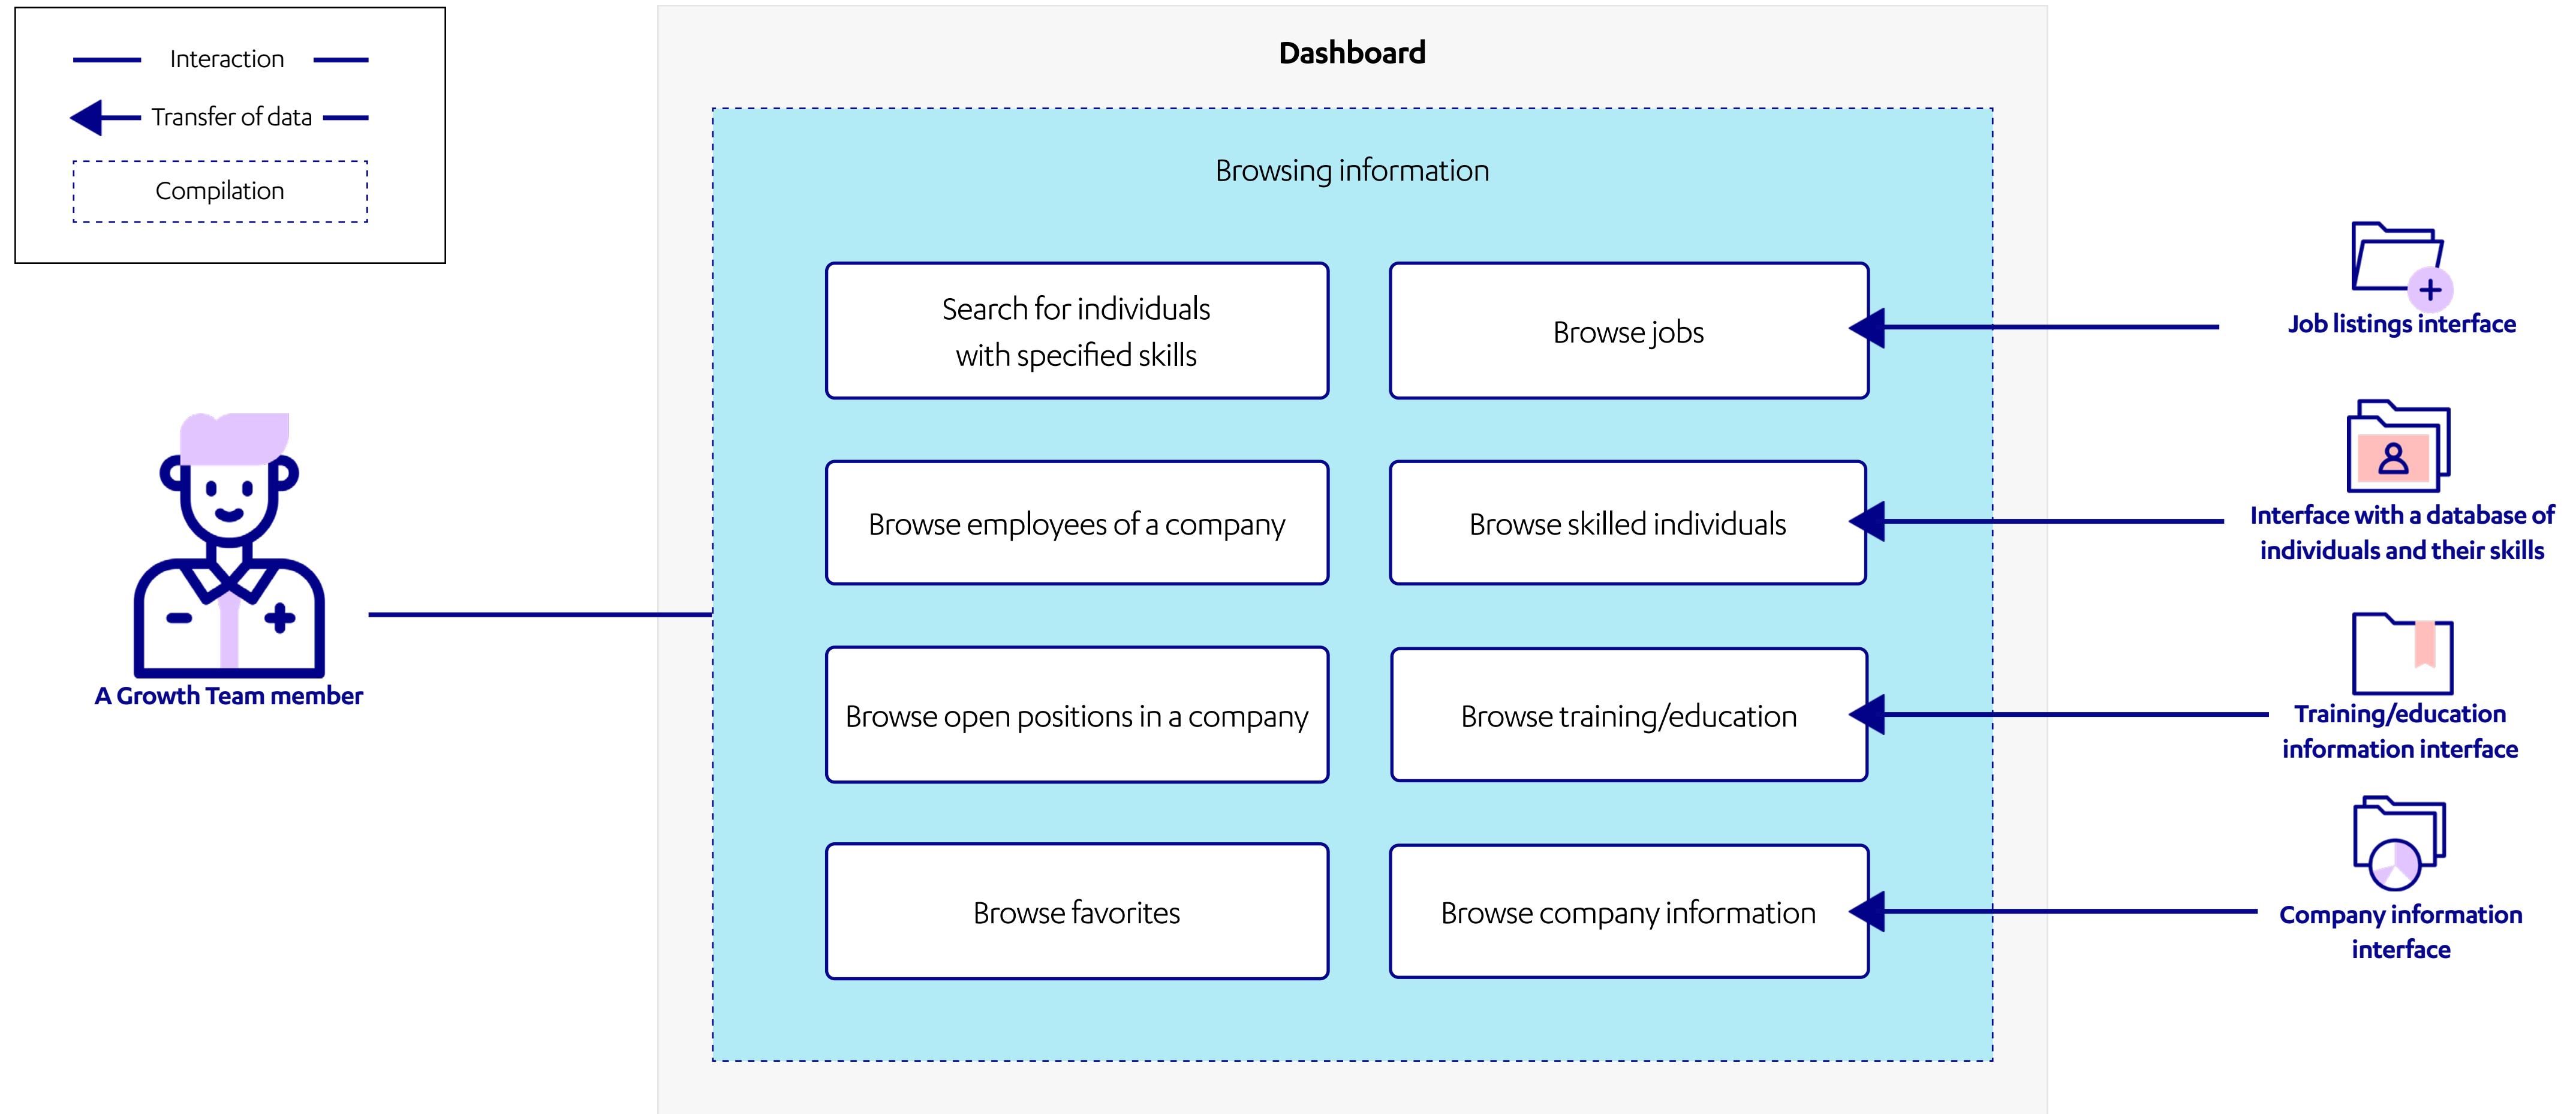 Interaction
Transfer of data
Compilation
A Growth Team member
Dashboard
Browsing information
Search for individuals
with specified skills
Browse jobs
Browse employees of a company
Browse skilled individuals
Browse open positions in a company
Browse training/education
Browse favorites
Browse company information
Job listings interface
Interface with a database of
individuals and their skills
Training/education
information interface
Company information
interface